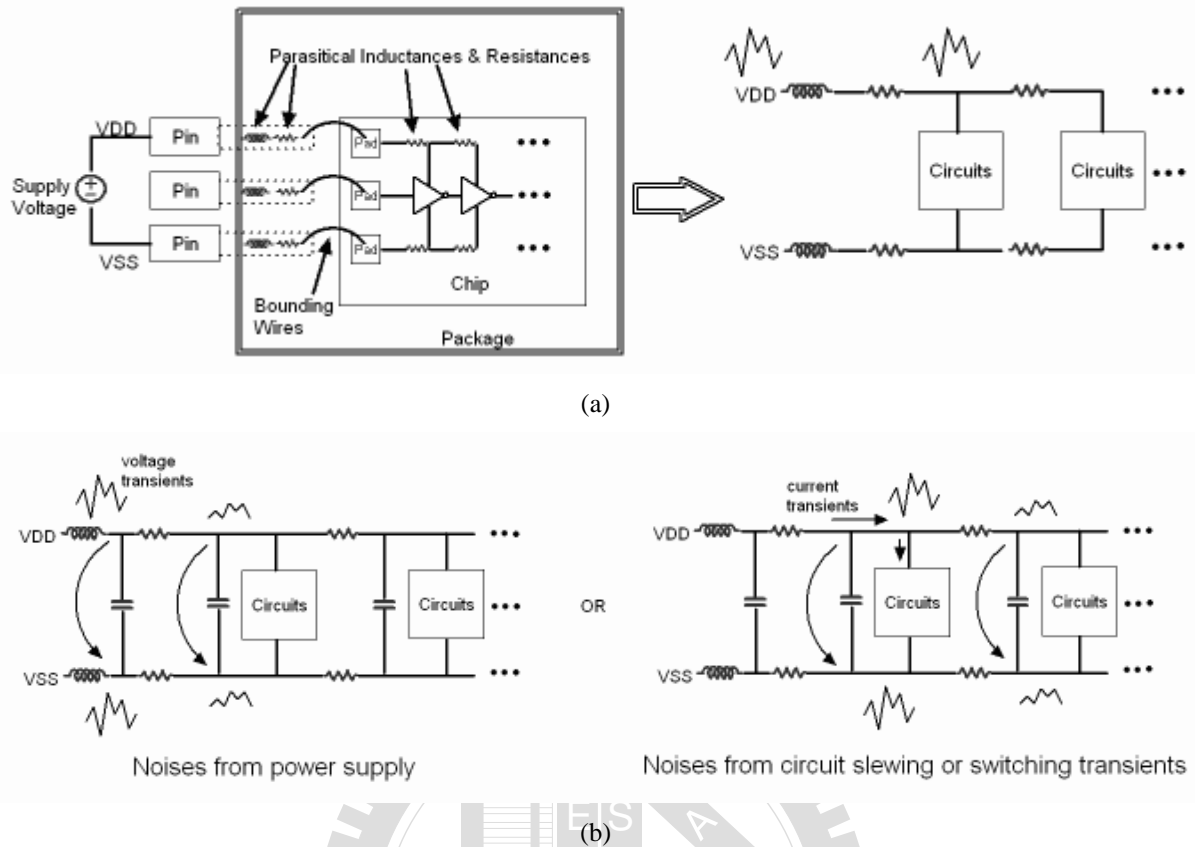 Parasitical Inductances & Resistances
VDD
Pin
Pad
Supply
Voltage
Pin
Pad
Pin
Pad
VSS
Chip
Bounding
Wires
Package
VDD
Circuits
Circuits
VSS
(a)
voltage
transients
VDD
Circuits
Circuits
VSS
Noises from power supply
OR
current
transients
VDD
Circuits
Circuits
VSS
Noises from circuit slewing or switching transients
E S
A
(b)